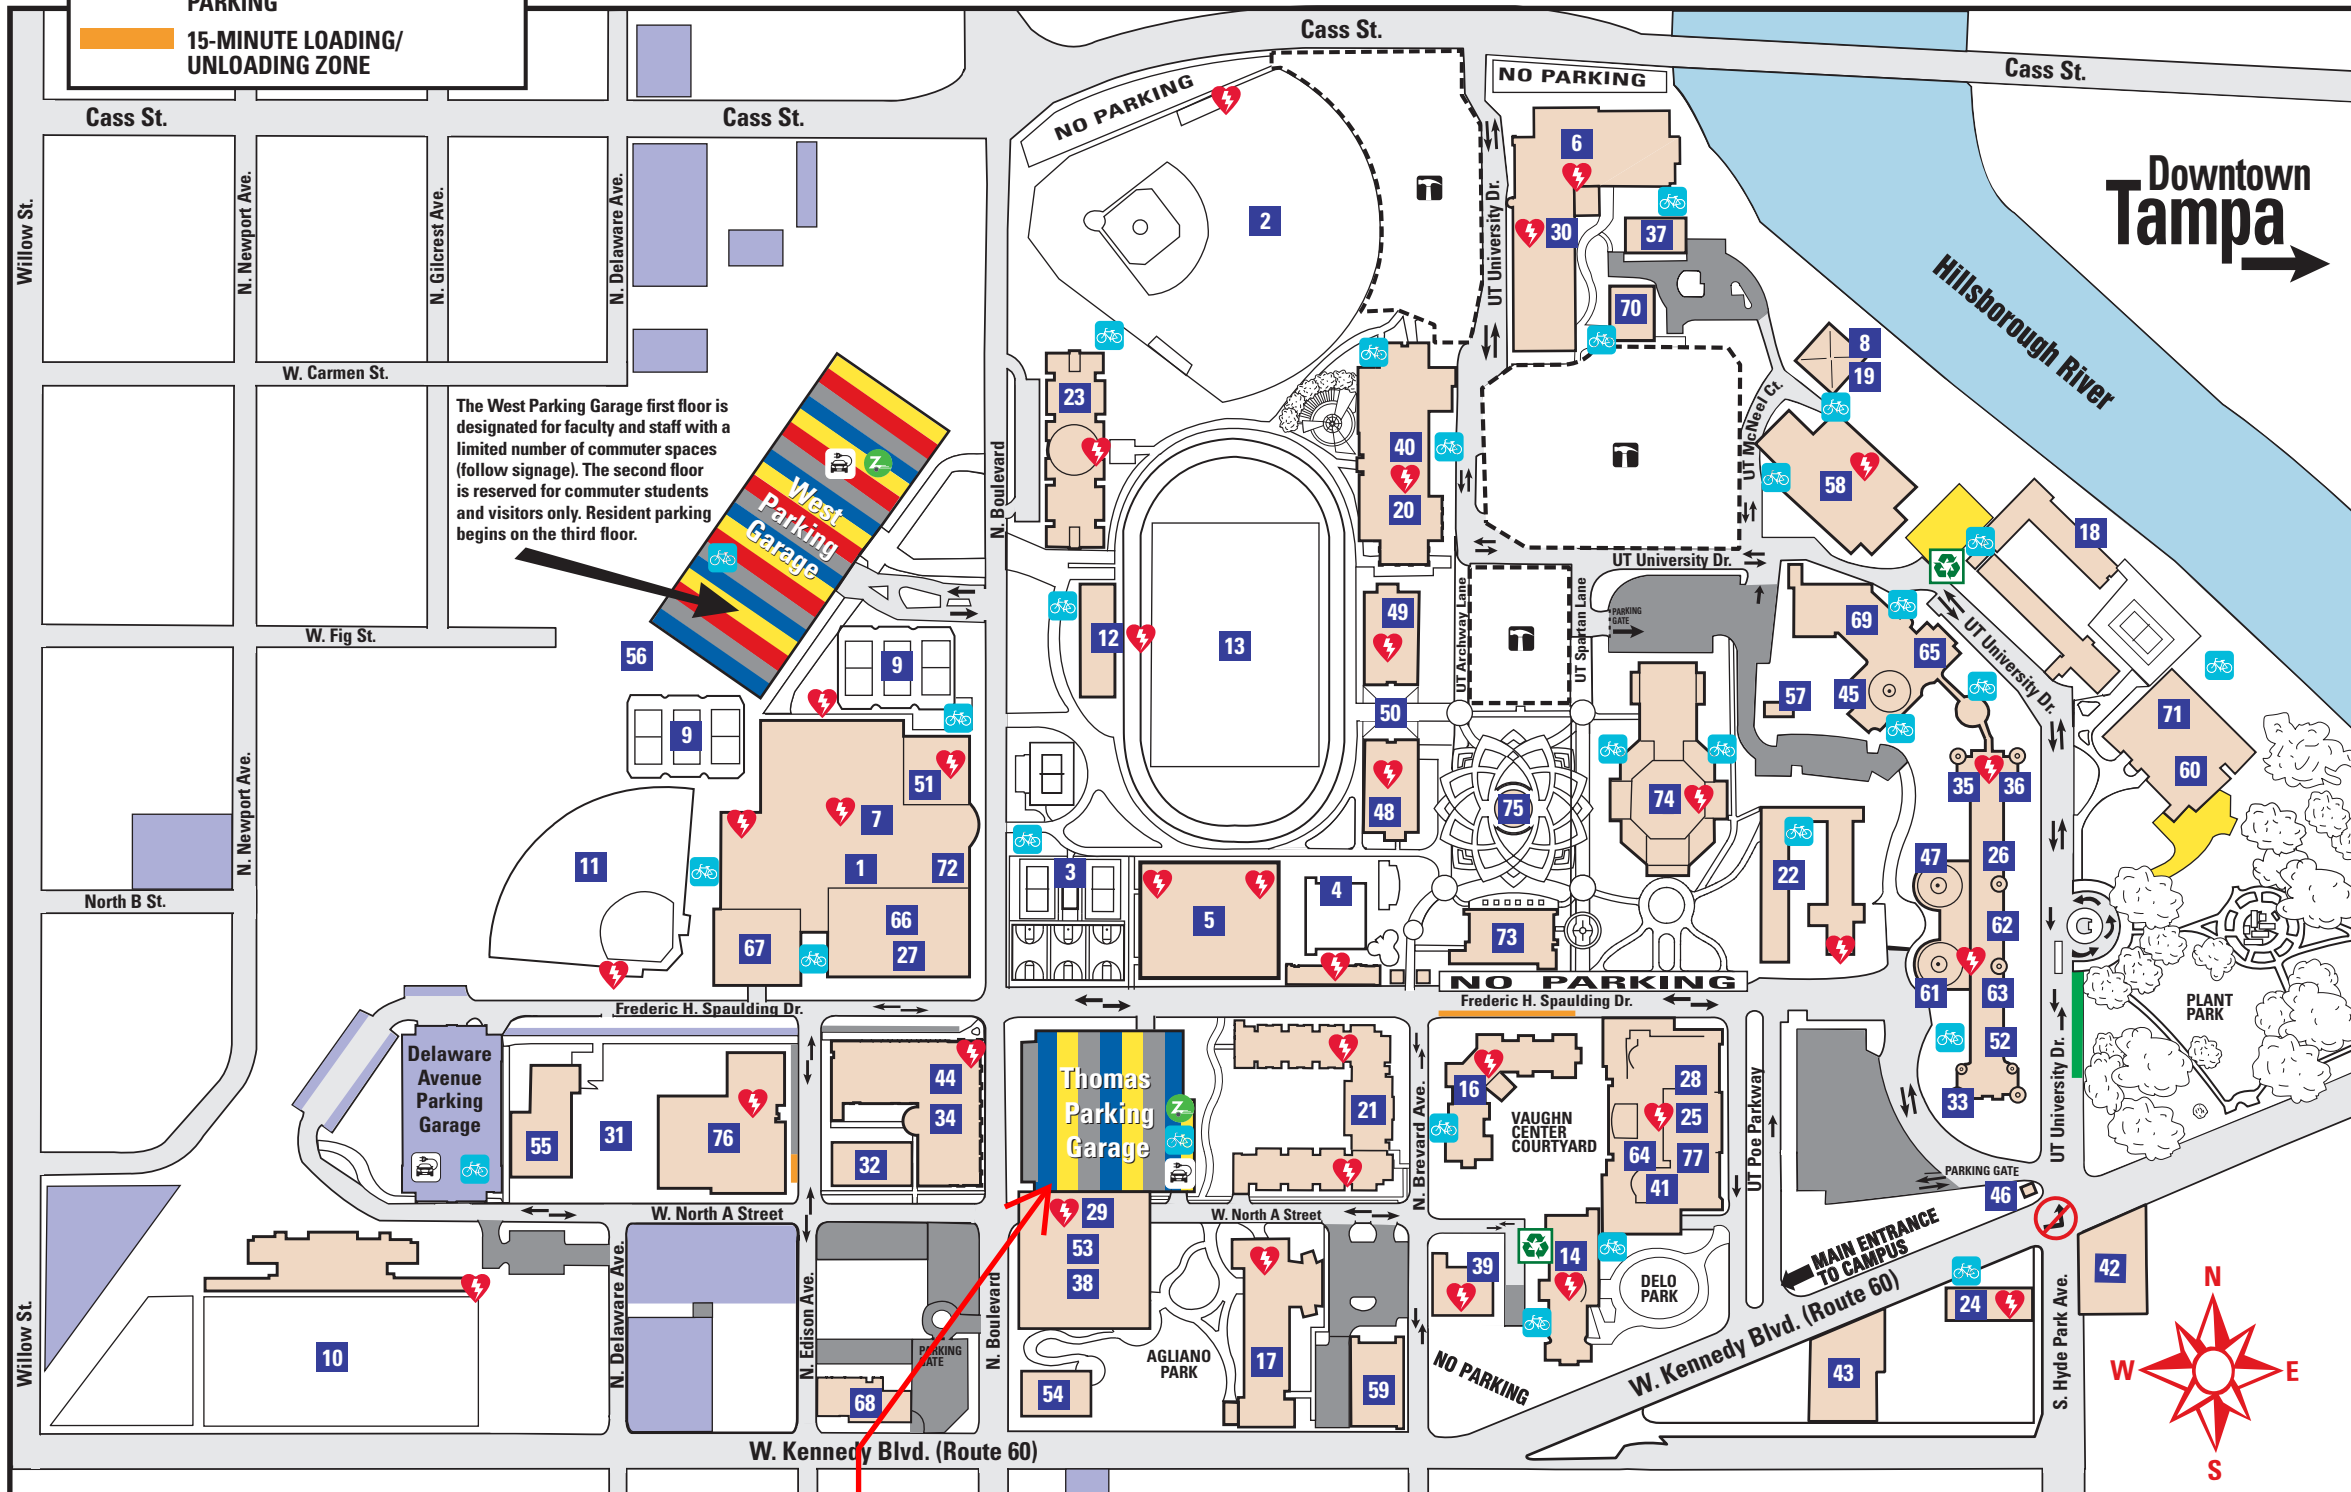 PARKING
15-MINUTE LOADING/
UNLOADING ZONE
Cass St.
Cass St.
Cass St.
Cass St.
NO PARKING
NO PARKING
Downtown
Tampa
Hillsborough River
Willow St.
N. Newport Ave.
N. Gilcrest Ave.
N. Delaware Ave.
UT University Dr.
2
6
30
37
70
8
19
W. Carmen St.
The West Parking Garage first floor is
designated for faculty and staff with a
limited number of commuter spaces
(follow signage). The second floor
is reserved for commuter students
and visitors only. Resident parking
begins on the third floor.
West
Parking
Garage
N. Boulevard
23
40
20
UT McNeel Ct.
58
18
UT University Dr.
UT Archway Lane
UT Spartan Lane
PARKING
GATE
UT University Dr.
W. Fig St.
56
9
9
12
13
49
50
48
57
69
65
45
71
60
51
7
1
72
66
27
67
11
3
5
4
75
73
74
22
35
36
47
26
62
61
63
52
33
N. Newport Ave.
North B St.
NO PARKING
Frederic H. Spaulding Dr.
Frederic H. Spaulding Dr.
PLANT
PARK
UT University Dr.
Delaware
Avenue
Parking
Garage
55
31
76
44
34
32
Thomas
Parking
Garage
21
N. Brevard Ave.
16
VAUGHN
CENTER
COURTYARD
28
25
64
77
41
UT Poe Parkway
PARKING GATE
46
W. North A Street
W. North A Street
29
53
38
MAIN ENTRANCE
TO CAMPUS
Willow St.
10
N. Delaware Ave.
N. Edison Ave.
PARKING
GATE
68
N. Boulevard
54
AGLIANO
PARK
17
59
39
14
DELO
PARK
NO PARKING
W. Kennedy Blvd. (Route 60)
24
42
43
S. Hyde Park Ave.
N
W
E
S
W. Kennedy Blvd. (Route 60)